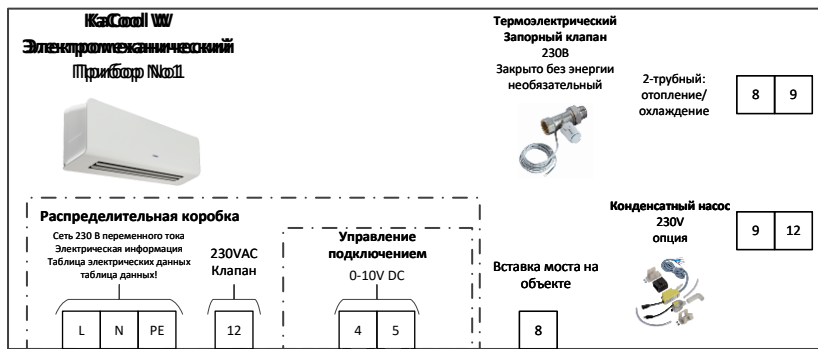 KaCool W
Электромеханический
Прибор No1
Термоэлектрический
Запорный клапан
230В
Закрыто без энергии
необязательный
2-трубный:
отопление/
охлаждение
8 9
Распределительная коробка
Сеть 230 В переменного тока
Электрическая информация
Таблица электрических данных
таблица данных!
230VAC
Клапан
Управление
подключением
0-10V DC
Вставка моста на
объекте
Конденсатный насос
230V
опция
9 12
L N PE 12 4 5 8